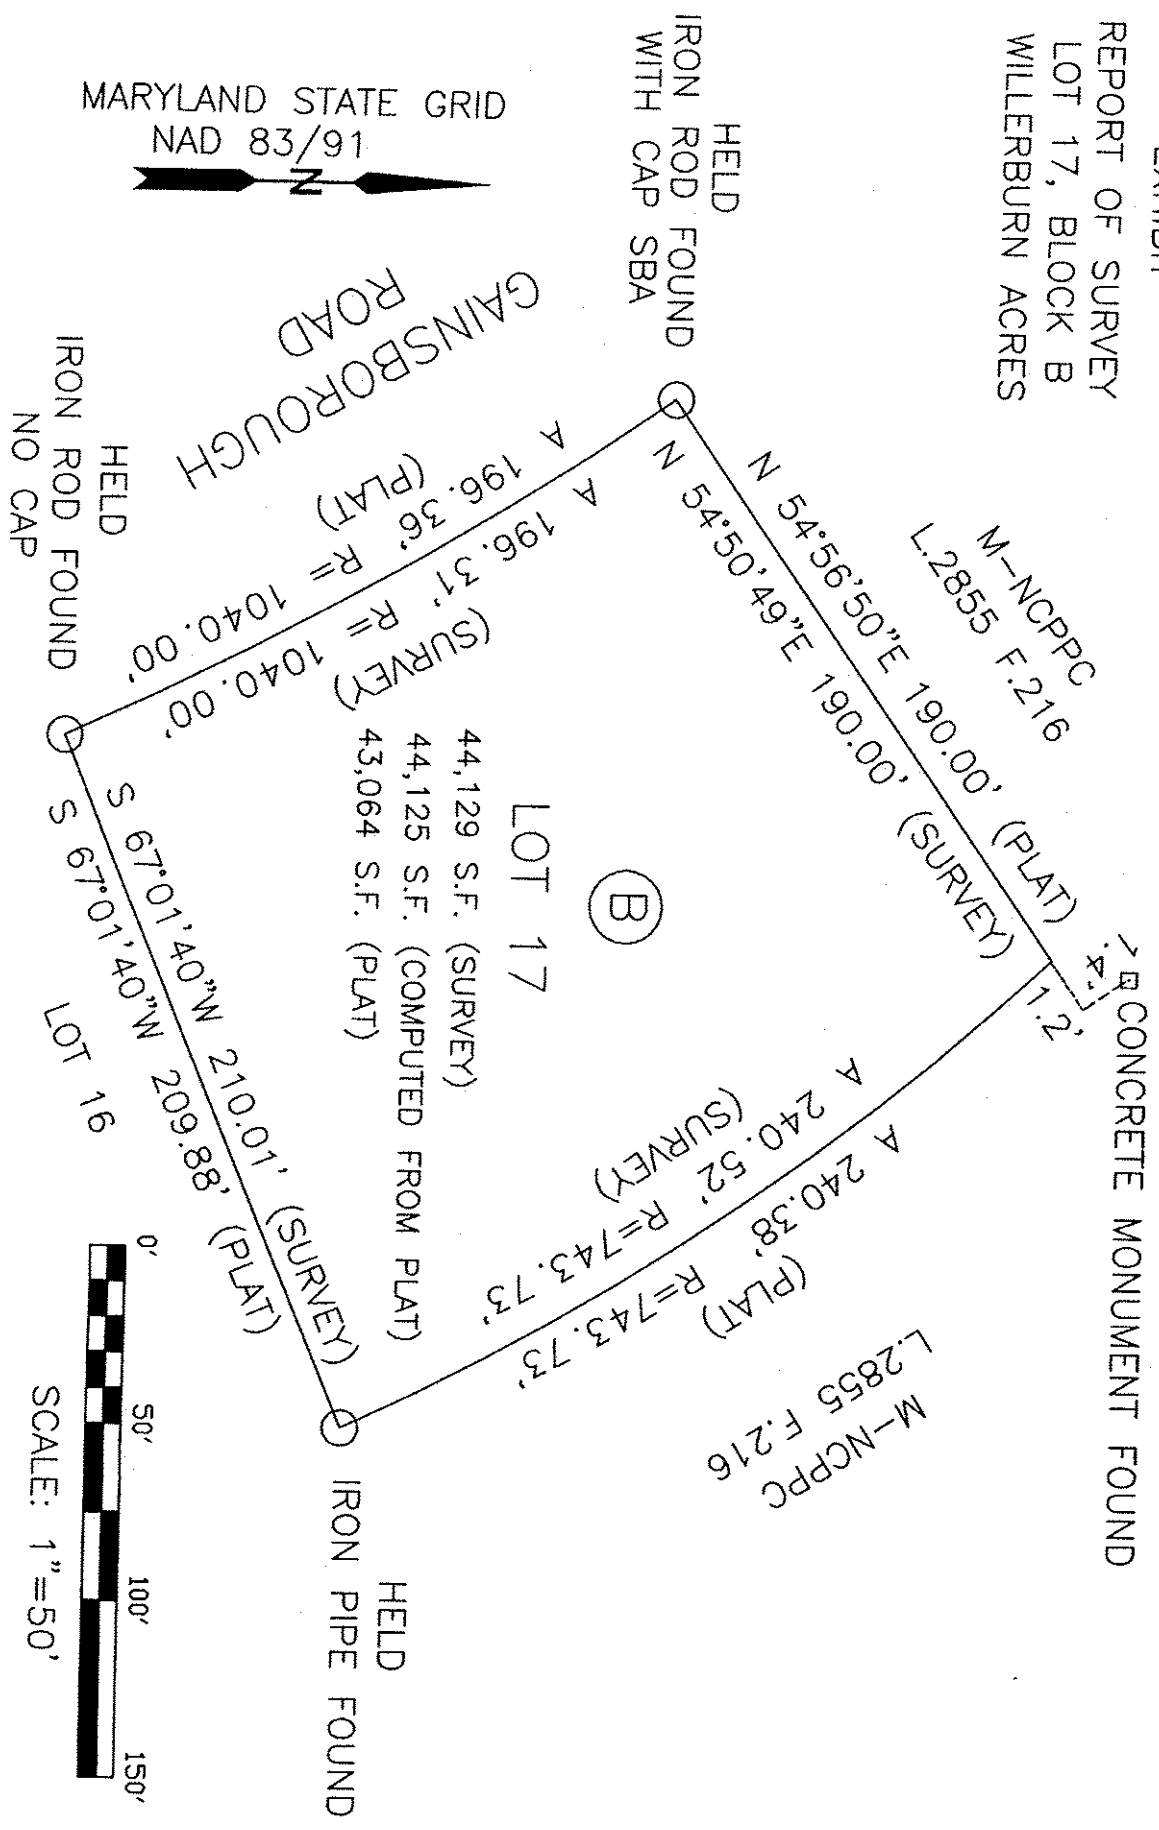 REPORT OF SURVEY
LOT 17, BLOCK B
WILLERBURN ACRES
M-NCPPC
L.2855 F.216
CONCRETE MONUMENT FOUND
1.2'
HELD
IRON ROD FOUND
WITH CAP SBA
N 54°56'50"E 190.00' (PLAT)
N 54°50'49"E 190.00' (SURVEY)
MARYLAND STATE GRID
NAD 83/91
N
GAINSBOROUGH
ROAD
A 196.36' R= 1040.00'
(PLAT)
A 196.31' R= 1040.00'
(SURVEY)
B
LOT 17
44,129 S.F. (SURVEY)
44,125 S.F. (COMPUTED FROM PLAT)
43,064 S.F. (PLAT)
A 240.52' R=743.73'
(SURVEY)
A 240.38' R=743.73'
(PLAT)
L.2855 F.216
M-NCPPC
HELD
IRON ROD FOUND
NO CAP
S 67°01'40"W 210.01' (SURVEY)
S 67°01'40"W 209.88' (PLAT)
LOT 16
HELD
IRON PIPE FOUND
0' 50' 100' 150'
SCALE: 1"=50'